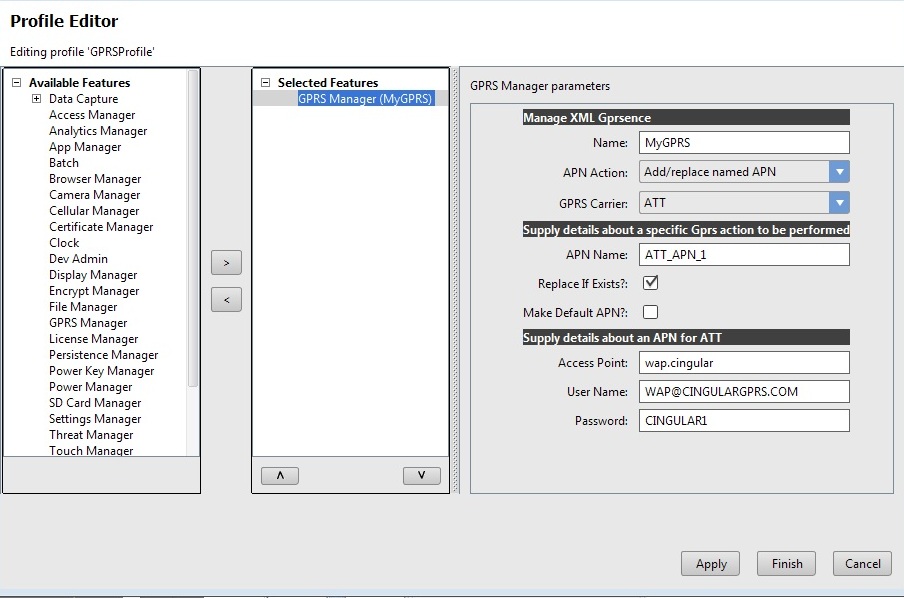 Profile Editor
Editing profile 'GPRSProfile'
Available Features
Data Capture
Access Manager
Analytics Manager
App Manager
Batch
Browser Manager
Camera Manager
Cellular Manager
Certificate Manager
Clock
Dev Admin
Display Manager
Encrypt Manager
File Manager
GPRS Manager
License Manager
Persistence Manager
Power Key Manager
Power Manager
SD Card Manager
Settings Manager
Threat Manager
Touch Manager
>
<
Selected Features
GPRS Manager (MyGPRS)
Λ V
GPRS Manager parameters
Manage XML Gprsence
Name: MyGPRS
APN Action: Add/replace named APN
GPRS Carrier: ATT
Supply details about a specific Gprs action to be performed
APN Name: ATT_APN_1
Replace If Exists?:
Make Default APN?:
Supply details about an APN for ATT
Access Point: wap.cingular
User Name: WAP@CINGULARGPRS.COM
Password: CINGULAR1
Apply Finish Cancel